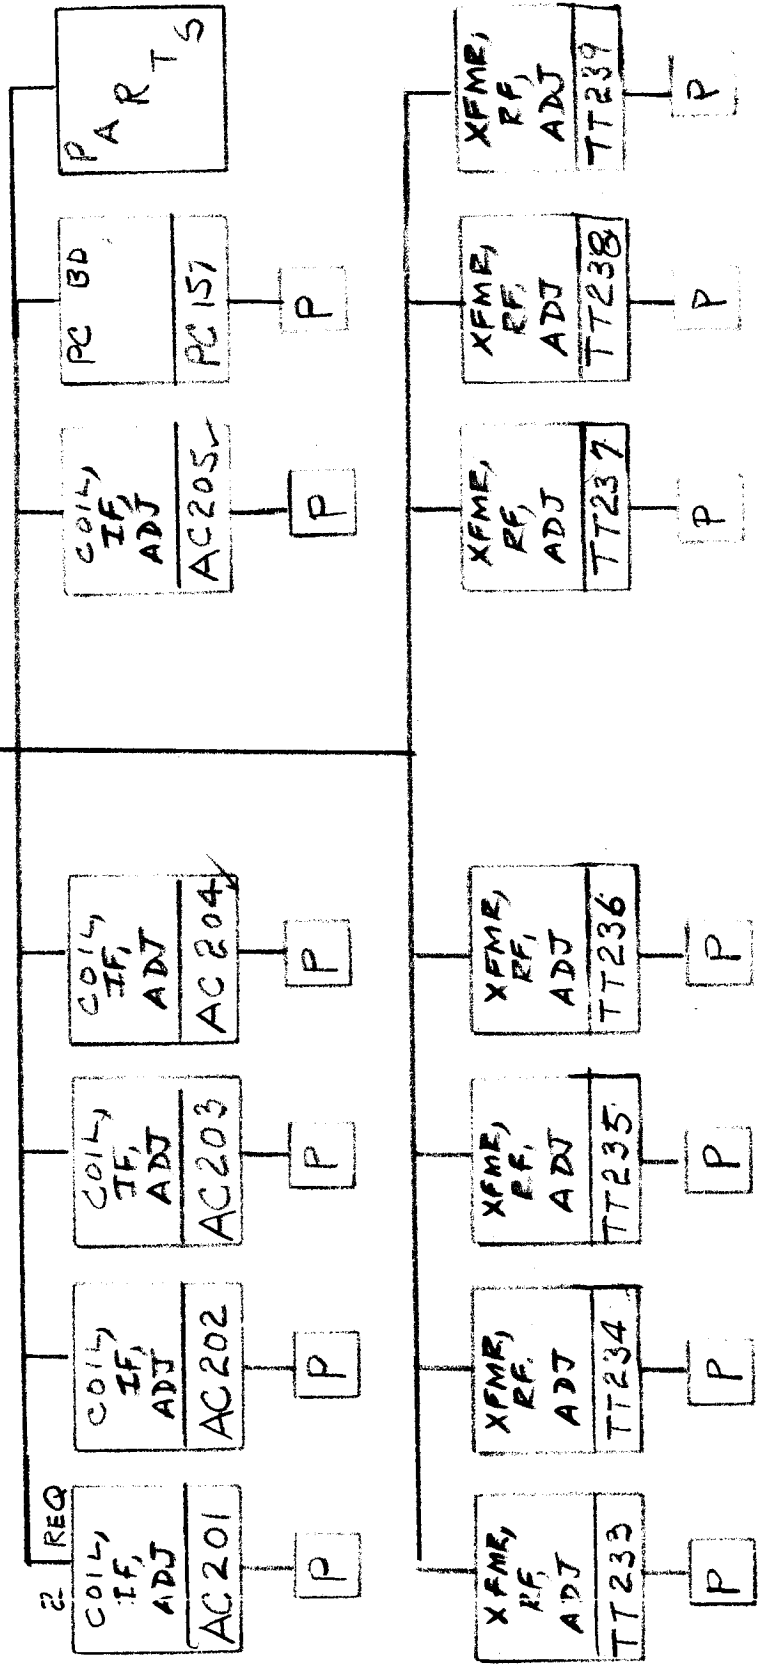 2 REQ
COIL,
IF,
ADJ
AC201
P
COIL,
IF,
ADJ
AC202
P
COIL,
IF,
ADJ
AC203
P
COIL,
IF,
ADJ
AC204
P
COIL,
IF,
ADJ
AC205
P
PC BD
PC157
P
PARTS
XFMR,
RF,
ADJ
TT233
P
XFMR,
RF,
ADJ
TT234
P
XFMR,
RF,
ADJ
TT235
P
XFMR,
RF,
ADJ
TT236
P
XFMR,
RF,
ADJ
TT237
P
XFMR,
RF,
ADJ
TT238
P
XFMR,
RF,
ADJ
TT239
P